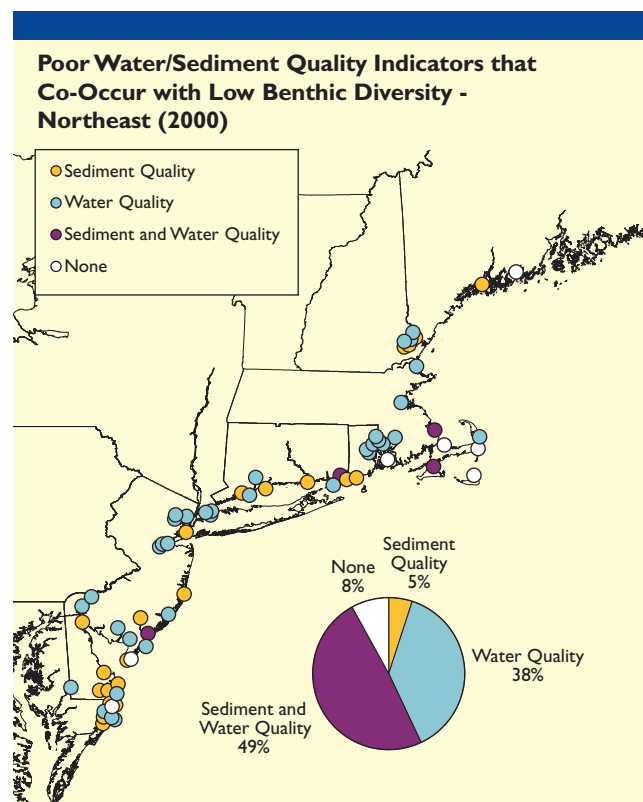 Poor Water/Sediment Quality Indicators that
Co-Occur with Low Benthic Diversity -
Northeast (2000)
Sediment Quality
Water Quality
Sediment and Water Quality
None
None
8%
Sediment
Quality
5%
Water Quality
38%
Sediment and
Water Quality
49%